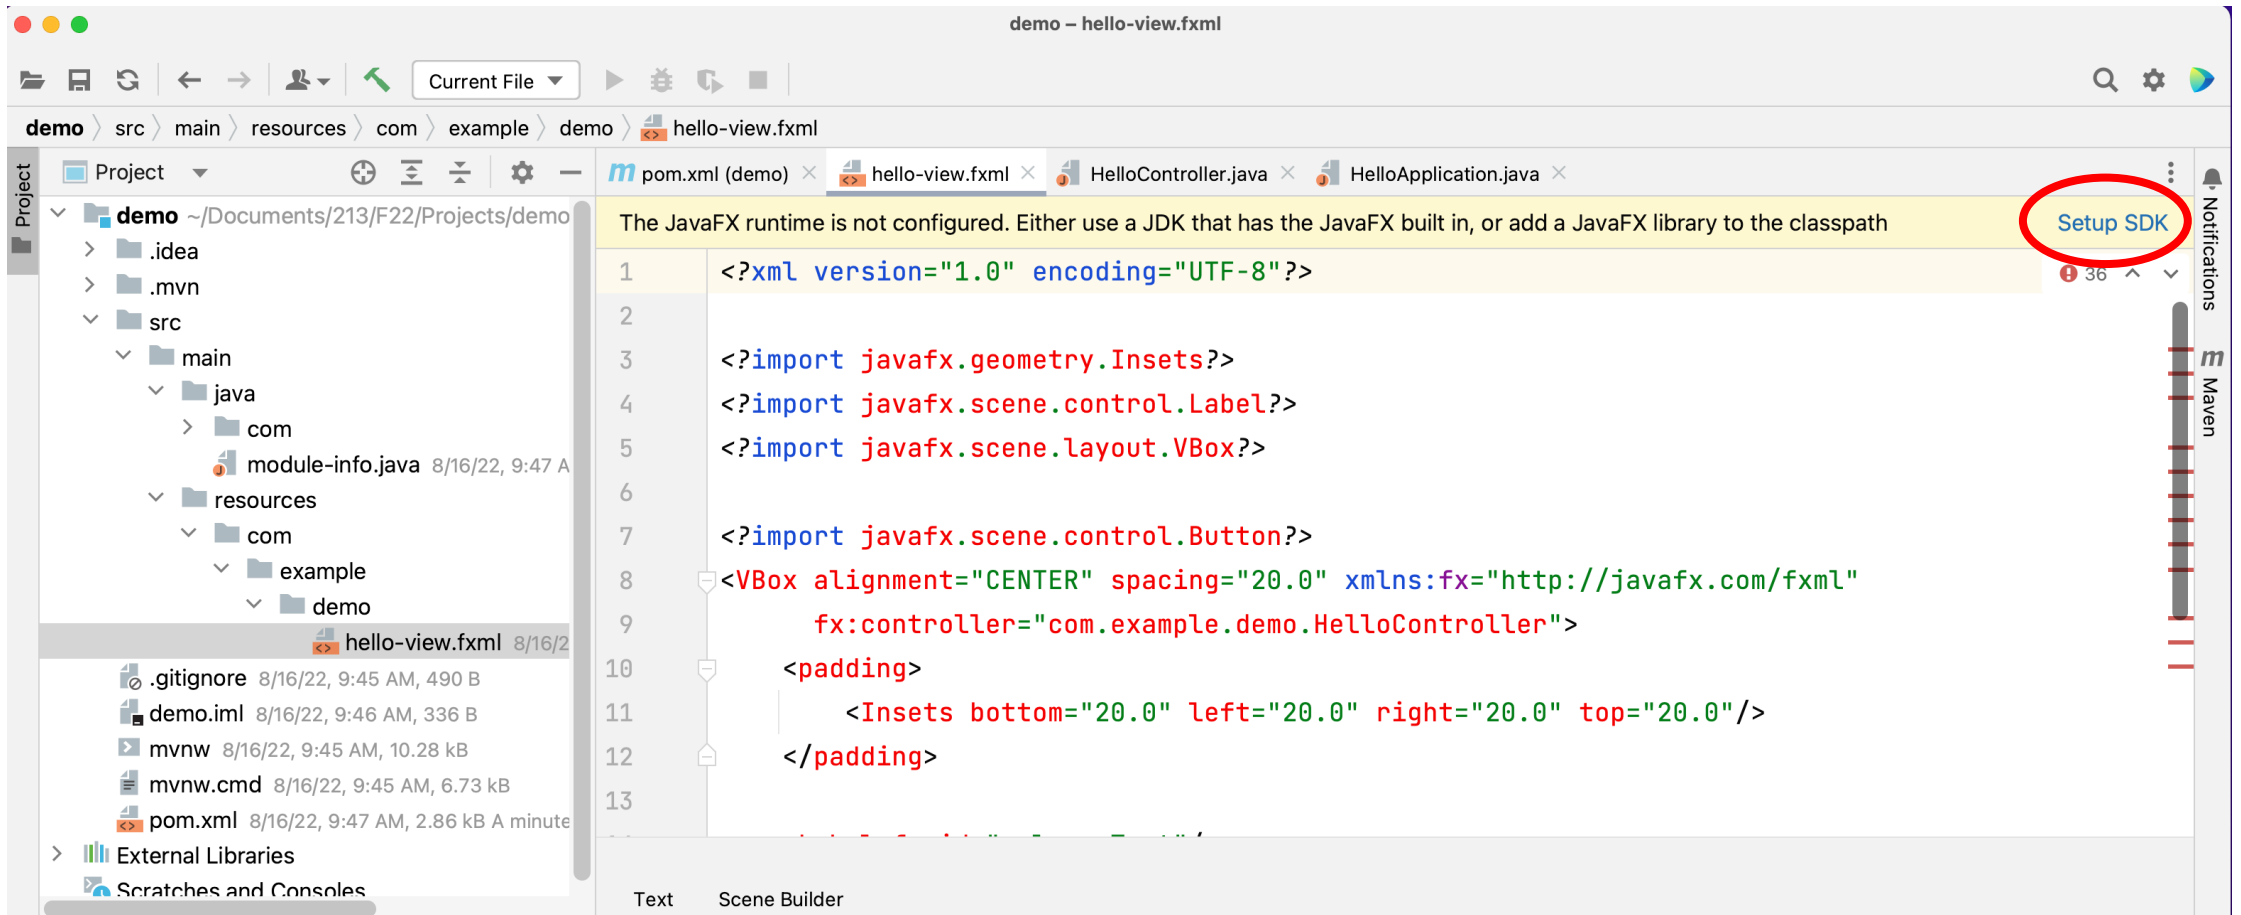 demo – hello-view.fxml
Current File
demo src main resources com example demo hello-view.fxml
Project
Project
pom.xml (demo) hello-view.fxml HelloController.java HelloApplication.java
demo ~/Documents/213/F22/Projects/demo
.idea
.mvn
src
main
java
com
module-info.java 8/16/22, 9:47 A
resources
com
example
demo
hello-view.fxml 8/16/2
.gitignore 8/16/22, 9:45 AM, 490 B
demo.iml 8/16/22, 9:46 AM, 336 B
mvnw 8/16/22, 9:45 AM, 10.28 kB
mvnw.cmd 8/16/22, 9:45 AM, 6.73 kB
pom.xml 8/16/22, 9:47 AM, 2.86 kB A minute
External Libraries
Scratches and Consoles
The JavaFX runtime is not configured. Either use a JDK that has the JavaFX built in, or add a JavaFX library to the classpath Setup SDK
36
1 <?xml version="1.0" encoding="UTF-8"?>
2
3 <?import javafx.geometry.Insets?>
4 <?import javafx.scene.control.Label?>
5 <?import javafx.scene.layout.VBox?>
6
7 <?import javafx.scene.control.Button?>
8 <VBox alignment="CENTER" spacing="20.0" xmlns:fx="http://javafx.com/fxml"
9 fx:controller="com.example.demo.HelloController">
10 <padding>
11 <Insets bottom="20.0" left="20.0" right="20.0" top="20.0"/>
12 </padding>
13
Text Scene Builder
Notifications
m Maven